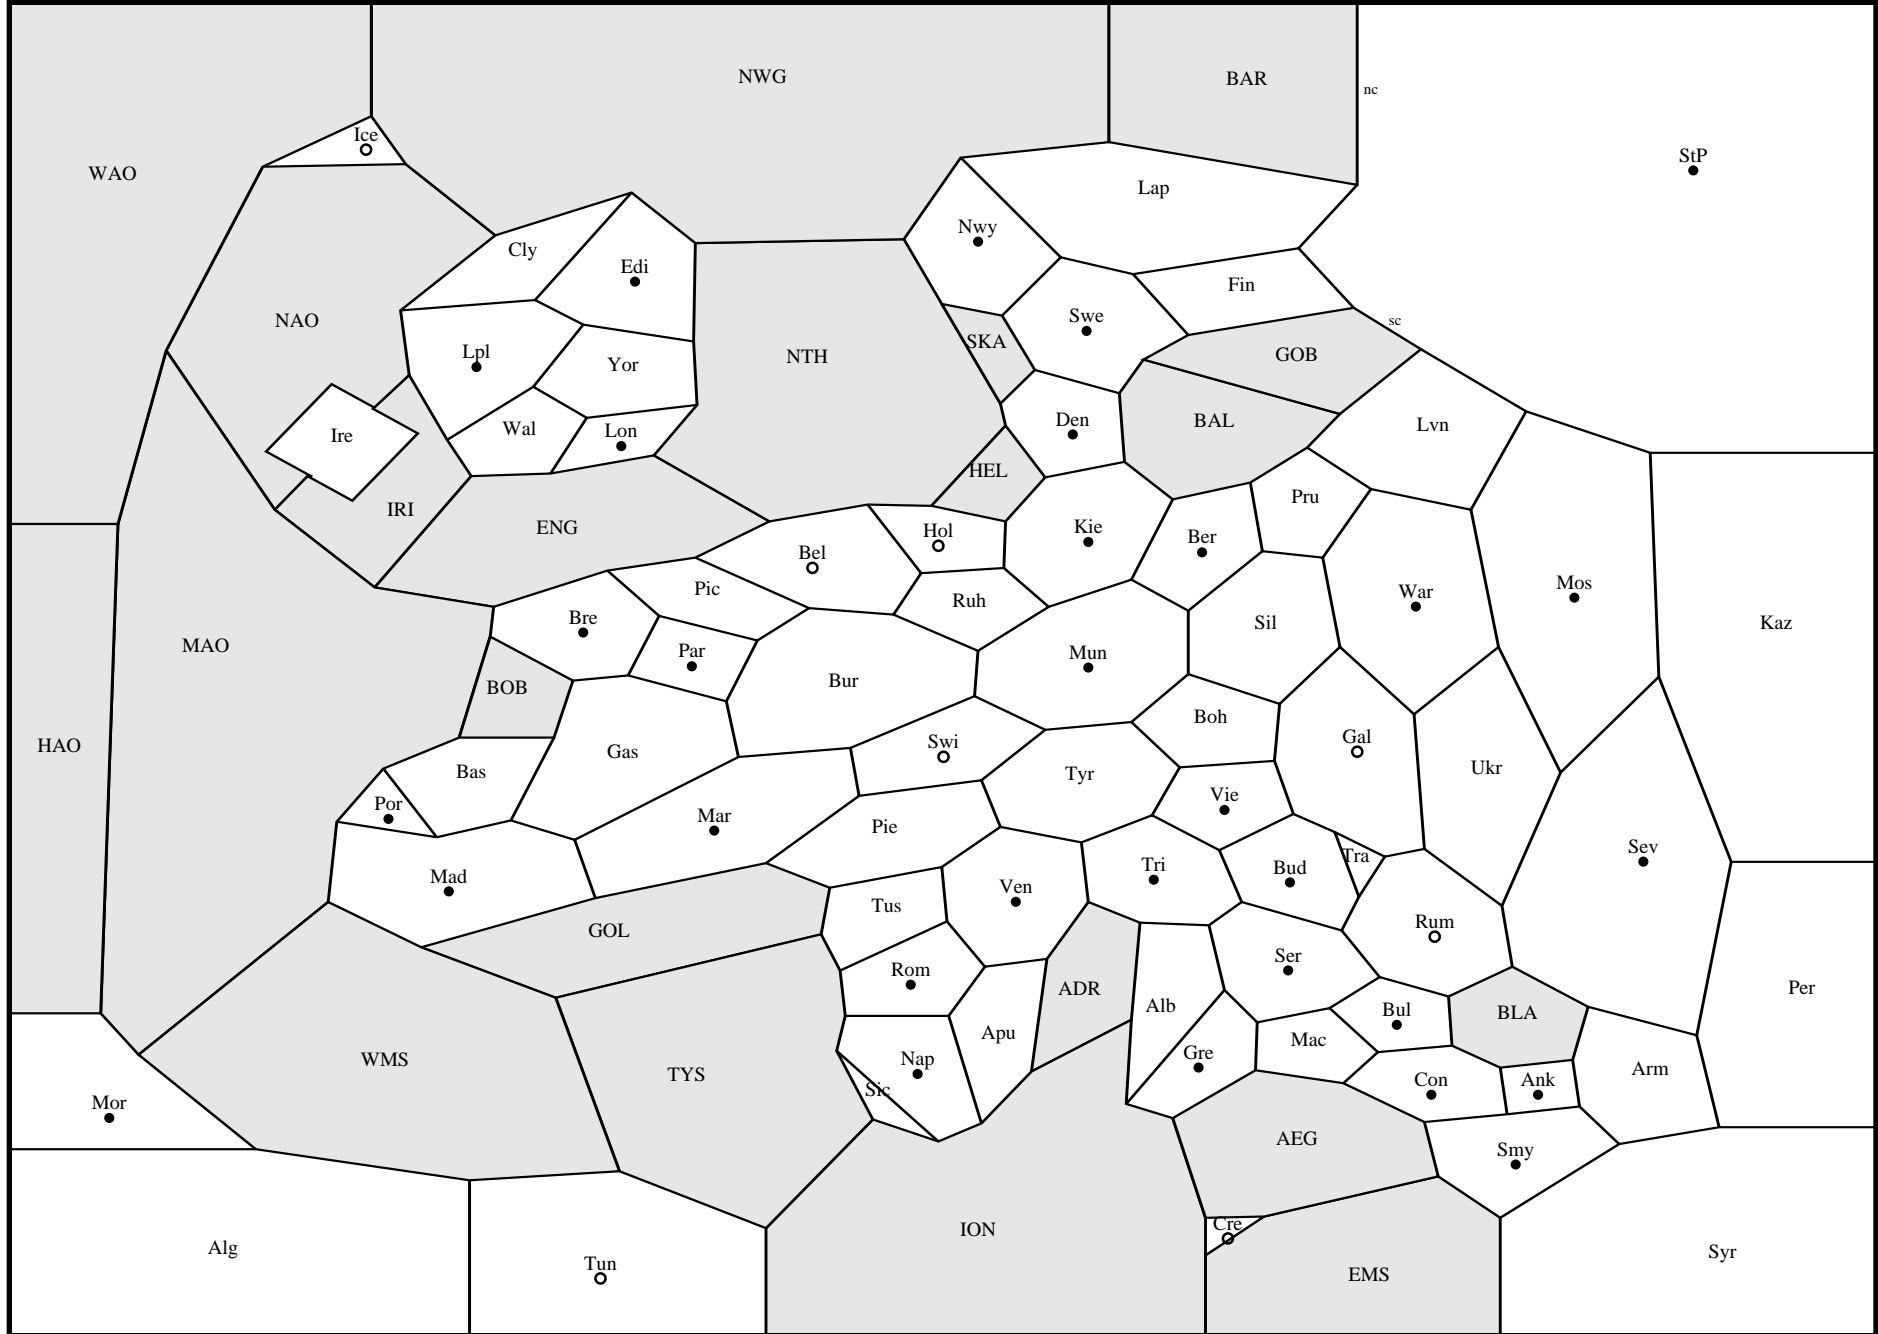 NWG
BAR
nc
Ice
StP
WAO
Lap
Nwy
Cly
Edi
Fin
NAO
Swe
sc
SKA
GOB
Lpl
NTH
Yor
BAL
Den
Lvn
Ire
Wal
Lon
HEL
Pru
IRI
ENG
Hol
Kie
Ber
Bel
Mos
Pic
War
Ruh
Bre
Sil
Kaz
MAO
Par
Mun
Bur
BOB
Boh
Gal
HAO
Swi
Gas
Ukr
Bas
Tyr
Vie
Por
Mar
Pie
Sev
Tra
Tri
Bud
Mad
Ven
Tus
Rum
GOL
Ser
Rom
ADR
Per
Alb
Bul
BLA
Apu
Mac
Gre
WMS
Nap
TYS
Arm
Con
Ank
Sic
Mor
AEG
Smy
Cre
ION
Alg
Syr
Tun
EMS